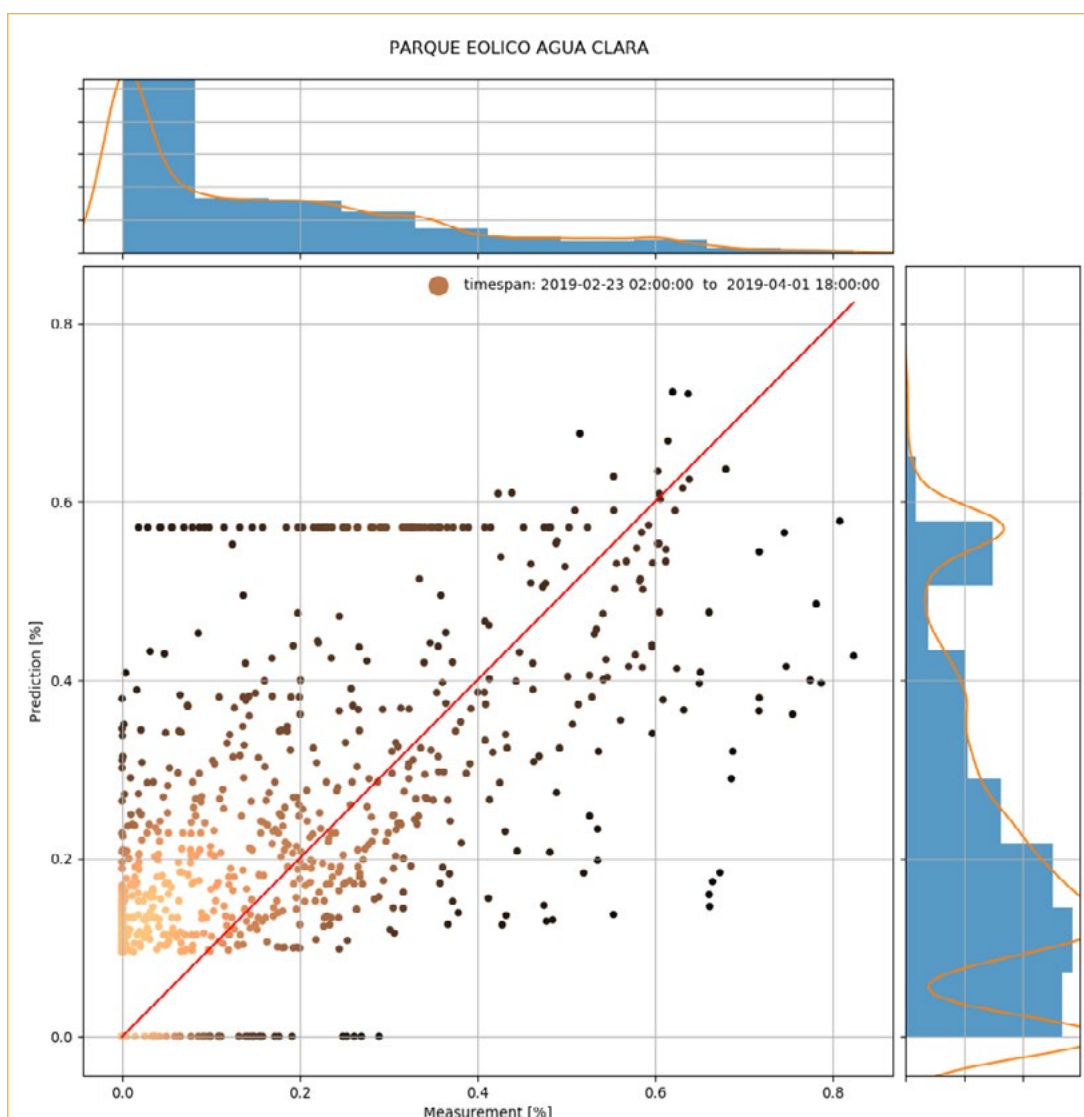 PARQUE EOLICO AGUA CLARA
timespan: 2019-02-23 02:00:00 to 2019-04-01 18:00:00
0.8
0.6
0.4
0.2
0.0
Prediction [%]
0.0 0.2 0.4 0.6 0.8
Measurement [%]